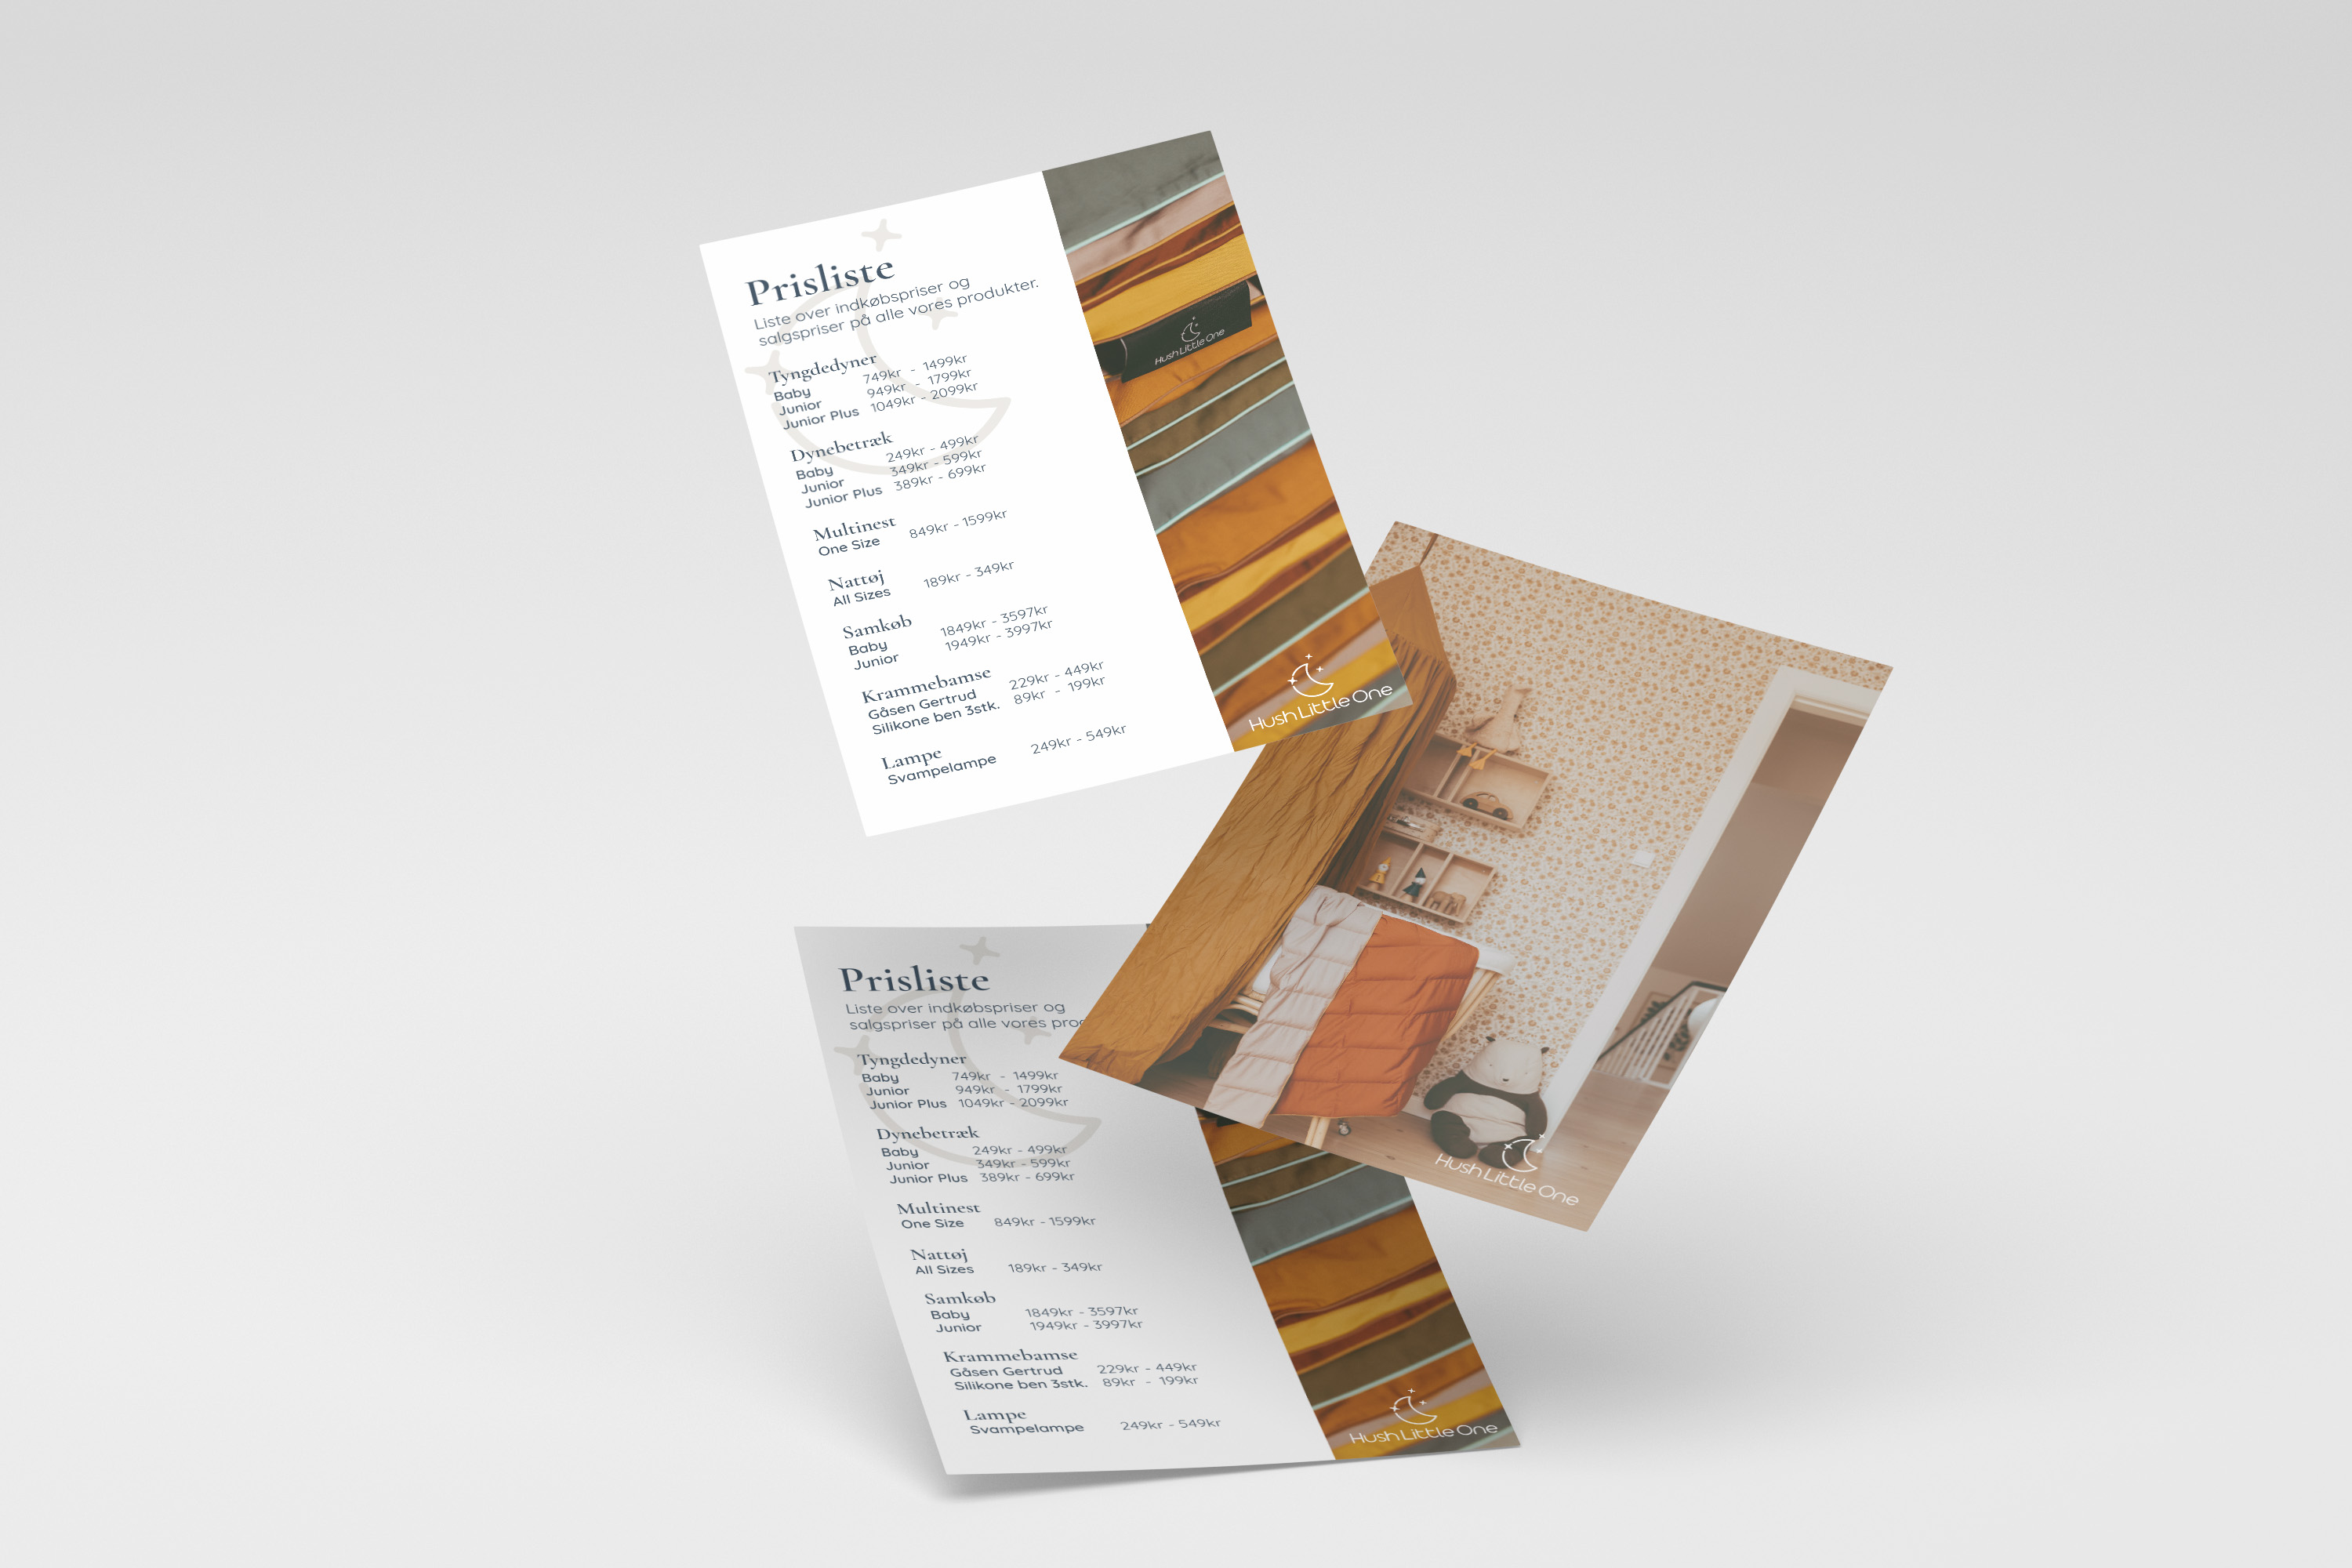 Prisliste
Liste over indkøbspriser og
salgspriser på alle vores produkter.
Tyngdedyner
Baby 749kr - 1499kr
Junior 949kr - 1799kr
Junior Plus 1049kr - 2099kr
Dynebetræk
Baby 249kr - 499kr
Junior 349kr - 599kr
Junior Plus 389kr - 699kr
Multinest
One Size 849kr - 1599kr
Nattøj
All Sizes 189kr - 349kr
Samkøb
Baby 1849kr - 3597kr
Junior 1949kr - 3997kr
Krammebamse
Gåsen Gertrud 229kr - 449kr
Silikone ben 3stk. 89kr - 199kr
Lampe
Svampelampe 249kr - 549kr
Hush Little One
Hush Little One
Hush Little One
Prisliste
Liste over indkøbspriser og
salgspriser på alle vores
Tyngdedyner
Baby 749kr - 1499kr
Junior 949kr - 1799kr
Junior Plus 1049kr - 2099kr
Dynebetræk
Baby 249kr - 499kr
Junior 349kr - 599kr
Junior Plus 389kr - 699kr
Multinest
One Size 849kr - 1599kr
Nattøj
All Sizes 189kr - 349kr
Samkøb
Baby 1849kr - 3597kr
Junior 1949kr - 3997kr
Krammebamse
Gåsen Gertrud 229kr - 449kr
Silikone ben 3stk. 89kr - 199kr
Lampe
Svampelampe 249kr - 549kr
Hush Little One